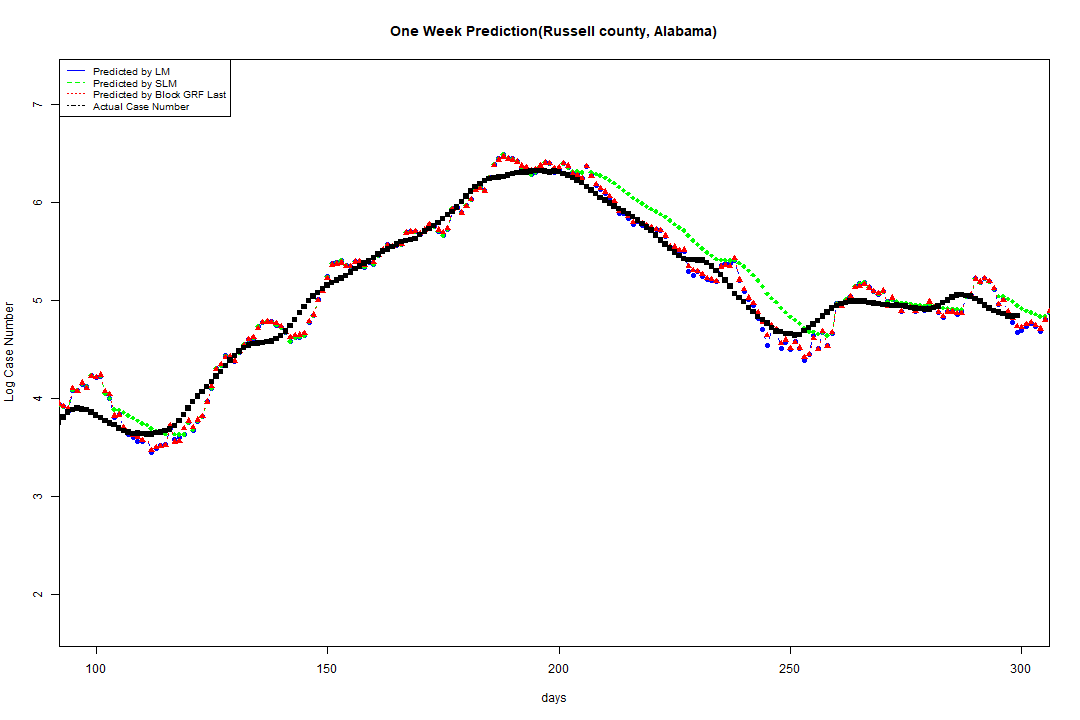 One Week Prediction(Russell county, Alabama)
Predicted by LM
Predicted by SLM
Predicted by Block GRF Last
Actual Case Number
7
6
5
4
3
2
Log Case Number
100 150 200 250 300
days